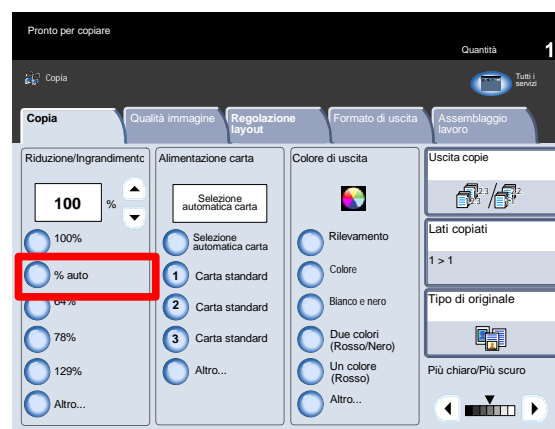 Pronto per copiare
Quantità 1
Copia
Tutti i
servizi
Copia
Qualità immagine
Regolazione
layout
Formato di uscita
Assemblaggio
lavoro
Riduzione/Ingrandimento
100 %
100%
% auto
64%
78%
129%
Altro...
Alimentazione carta
Selezione
automatica carta
Selezione
automatica carta
1 Carta standard
2 Carta standard
3 Carta standard
Altro...
Colore di uscita
Rilevamento
Colore
Bianco e nero
Due colori
(Rosso/Nero)
Un colore
(Rosso)
Altro...
Uscita copie
Lati copiati
1 > 1
Tipo di originale
Più chiaro/Più scuro